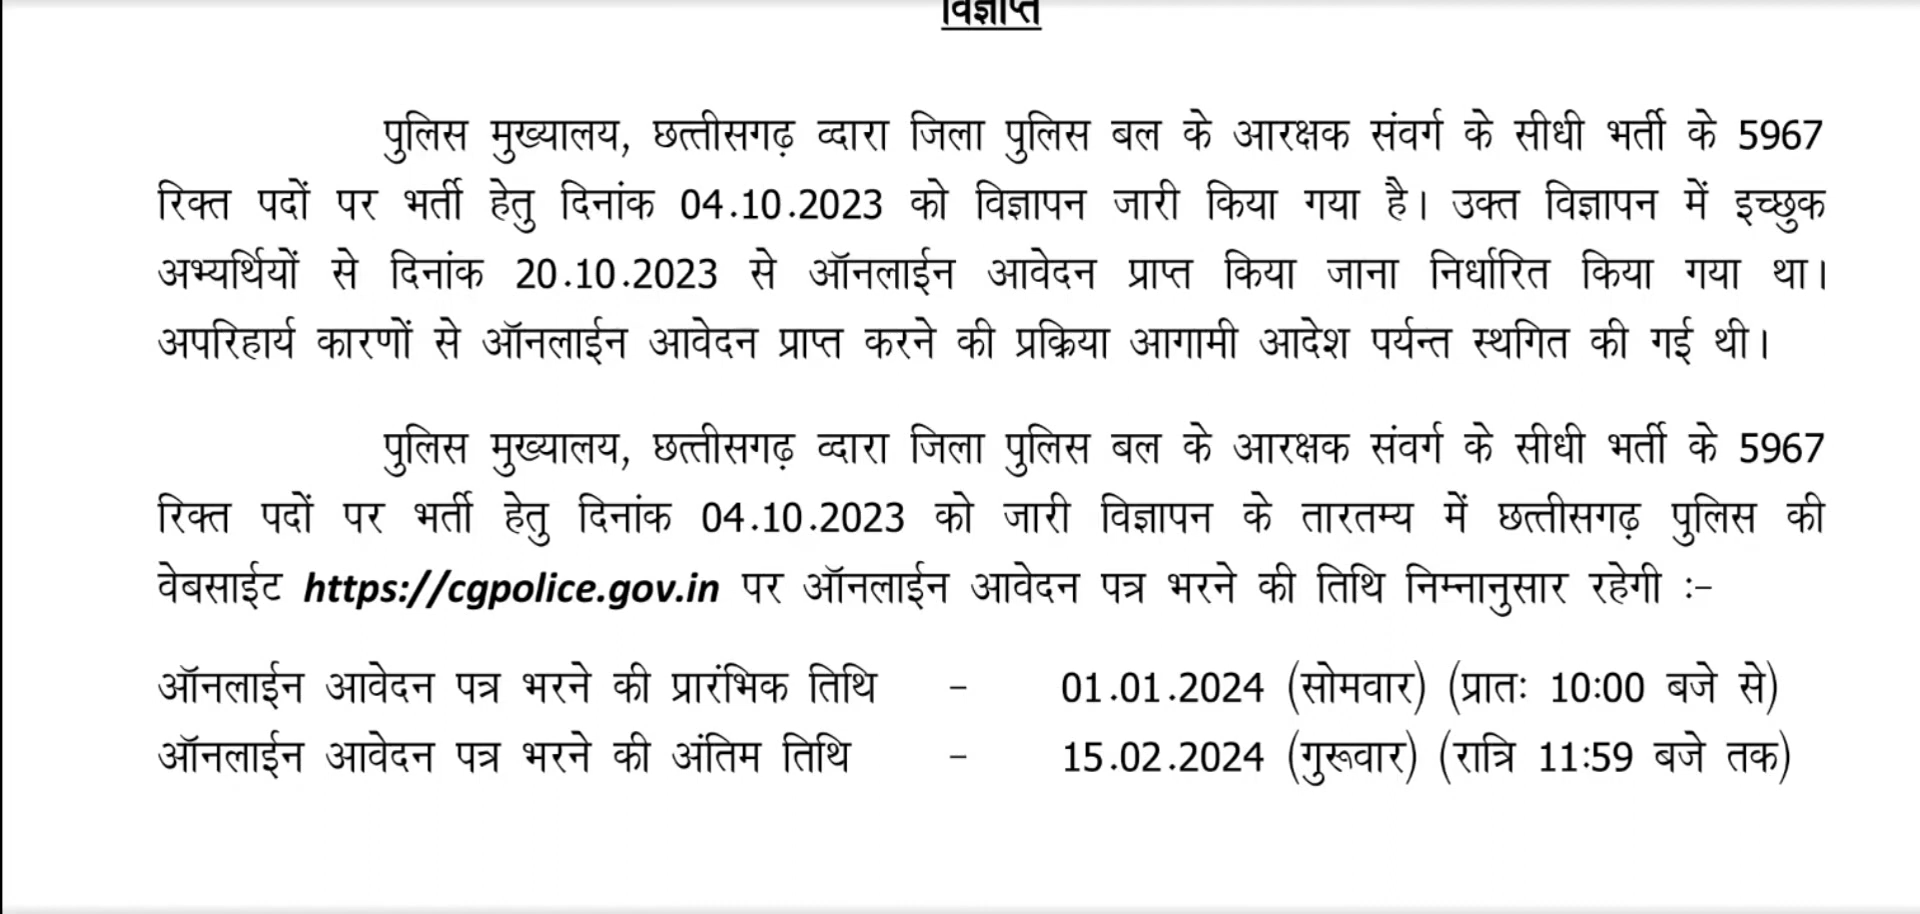 विज्ञप्ति
पुलिस मुख्यालय, छत्तीसगढ़ व्दारा जिला पुलिस बल के आरक्षक संवर्ग के सीधी भर्ती के 5967
रिक्त पदों पर भर्ती हेतु दिनांक 04.10.2023 को विज्ञापन जारी किया गया है। उक्त विज्ञापन में इच्छुक
अभ्यर्थियों से दिनांक 20.10.2023 से ऑनलाईन आवेदन प्राप्त किया जाना निर्धारित किया गया था।
अपरिहार्य कारणों से ऑनलाईन आवेदन प्राप्त करने की प्रक्रिया आगामी आदेश पर्यन्त स्थगित की गई थी।
पुलिस मुख्यालय, छत्तीसगढ़ व्दारा जिला पुलिस बल के आरक्षक संवर्ग के सीधी भर्ती के 5967
रिक्त पदों पर भर्ती हेतु दिनांक 04.10.2023 को जारी विज्ञापन के तारतम्य में छत्तीसगढ़ पुलिस की
वेबसाईट https://cgpolice.gov.in पर ऑनलाईन आवेदन पत्र भरने की तिथि निम्नानुसार रहेगी :-
ऑनलाईन आवेदन पत्र भरने की प्रारंभिक तिथि - 01.01.2024 (सोमवार) (प्रातः 10:00 बजे से)
ऑनलाईन आवेदन पत्र भरने की अंतिम तिथि - 15.02.2024 (गुरूवार) (रात्रि 11:59 बजे तक)